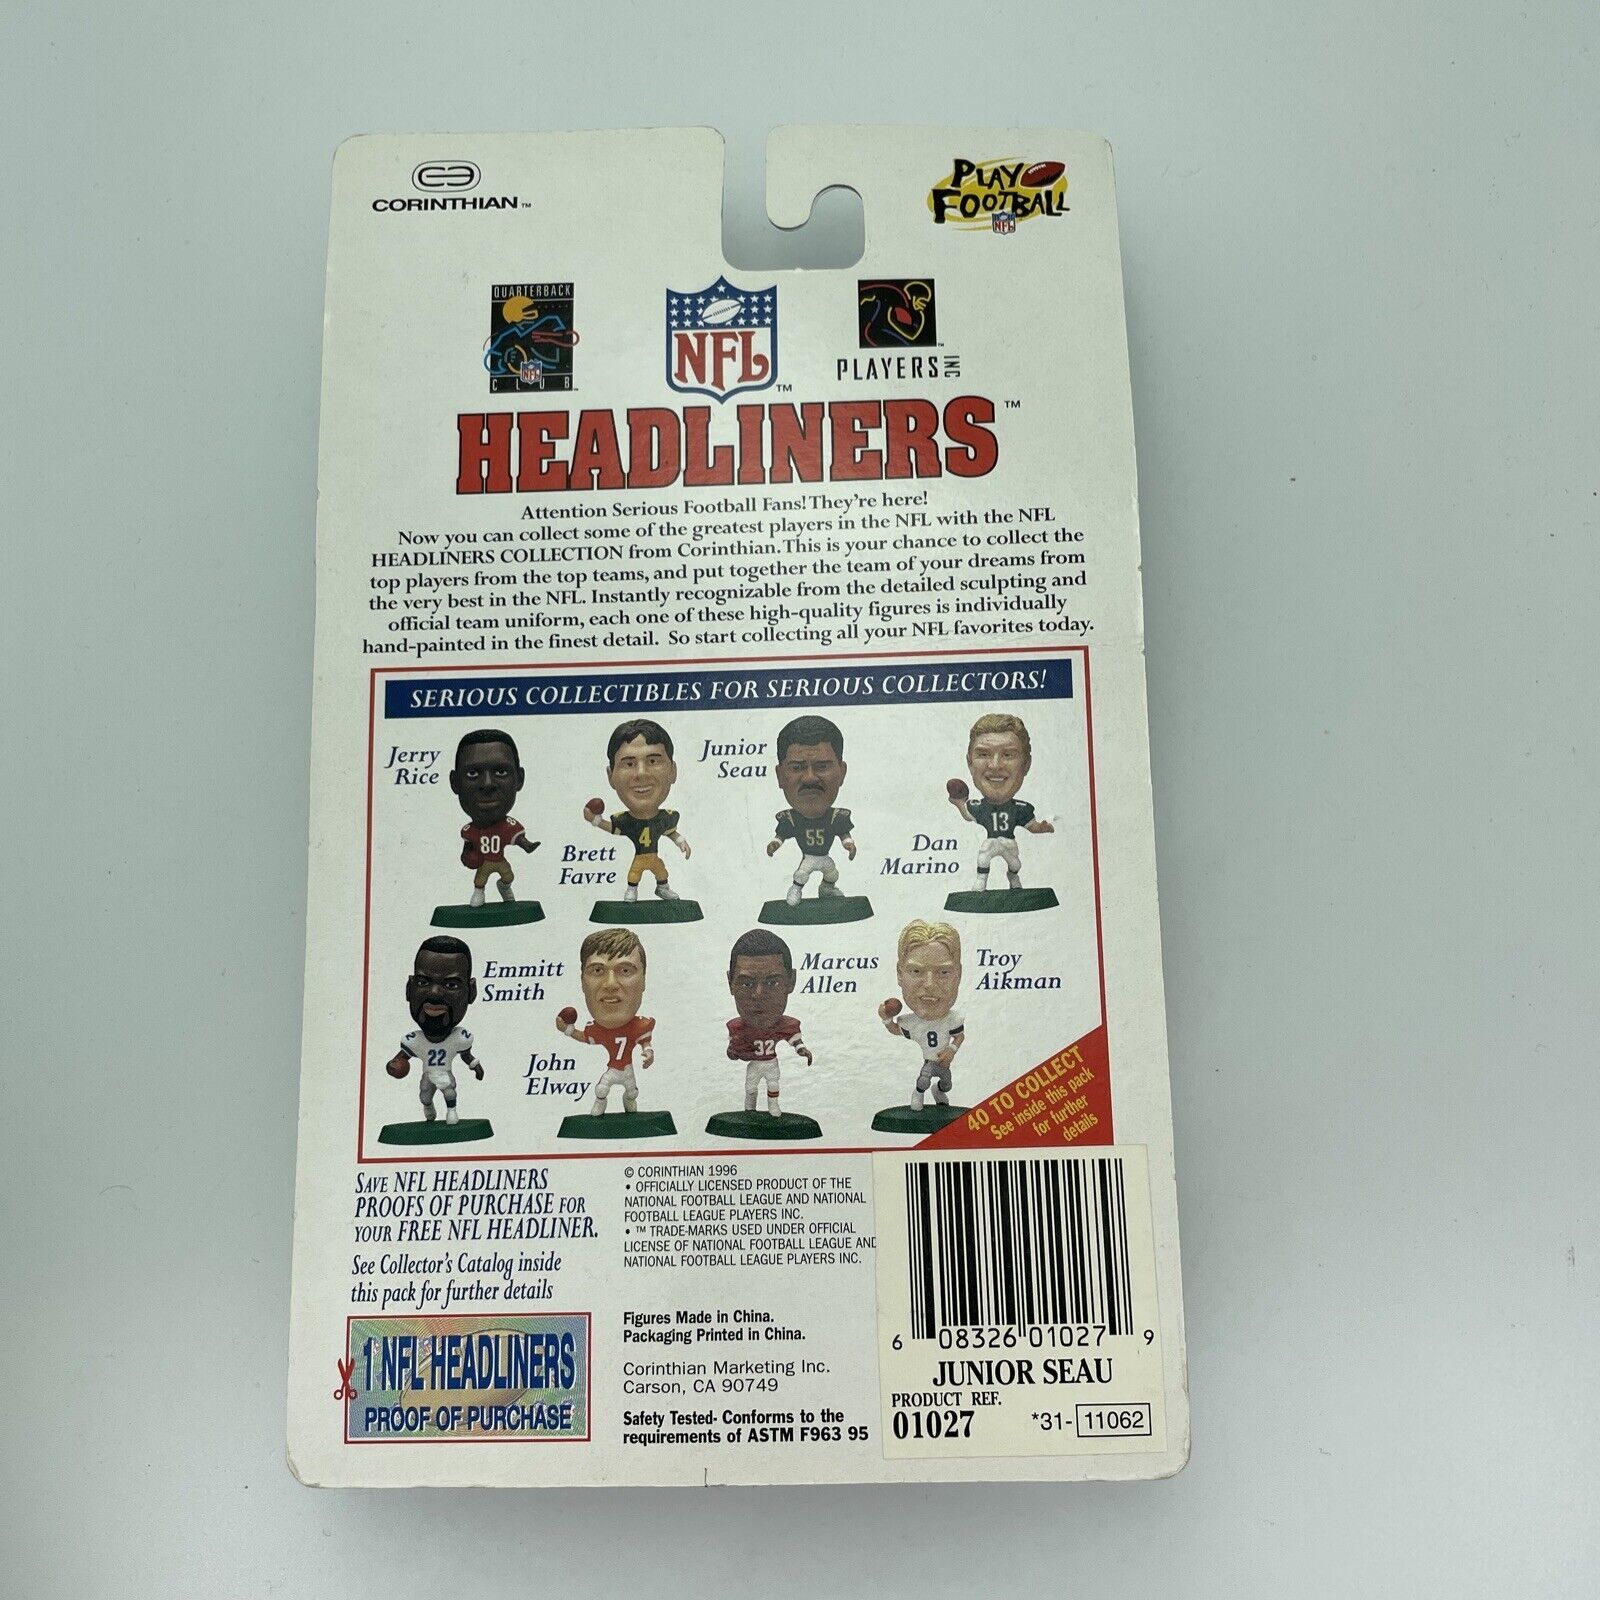 CORINTHIAN™
PLAY
FOOTBALL
NFL
QUARTERBACK
NFL
CLUB
NFL™
PLAYERS INC
HEADLINERS™
Attention Serious Football Fans! They're here!
Now you can collect some of the greatest players in the NFL with the NFL
HEADLINERS COLLECTION from Corinthian. This is your chance to collect the
top players from the top teams, and put together the team of your dreams from
the very best in the NFL. Instantly recognizable from the detailed sculpting and
official team uniform, each one of these high-quality figures is individually
hand-painted in the finest detail. So start collecting all your NFL favorites today.
SERIOUS COLLECTIBLES FOR SERIOUS COLLECTORS!
Jerry
Rice
80
Brett
Favre
4
Junior
Seau
55
Dan
Marino
13
Emmitt
Smith
22
John
Elway
7
Marcus
Allen
32
Troy
Aikman
8
40 TO COLLECT
See inside this pack
for further
details
SAVE NFL HEADLINERS
PROOFS OF PURCHASE FOR
YOUR FREE NFL HEADLINER.
See Collector's Catalog inside
this pack for further details
1 NFL HEADLINERS
PROOF OF PURCHASE
© CORINTHIAN 1996
• OFFICIALLY LICENSED PRODUCT OF THE
NATIONAL FOOTBALL LEAGUE AND NATIONAL
FOOTBALL LEAGUE PLAYERS INC.
• ™ TRADE-MARKS USED UNDER OFFICIAL
LICENSE OF NATIONAL FOOTBALL LEAGUE AND
NATIONAL FOOTBALL LEAGUE PLAYERS INC.
Figures Made in China.
Packaging Printed in China.
Corinthian Marketing Inc.
Carson, CA 90749
Safety Tested- Conforms to the
requirements of ASTM F963 95
6 08326 01027 9
JUNIOR SEAU
PRODUCT REF.
01027 *31- 11062